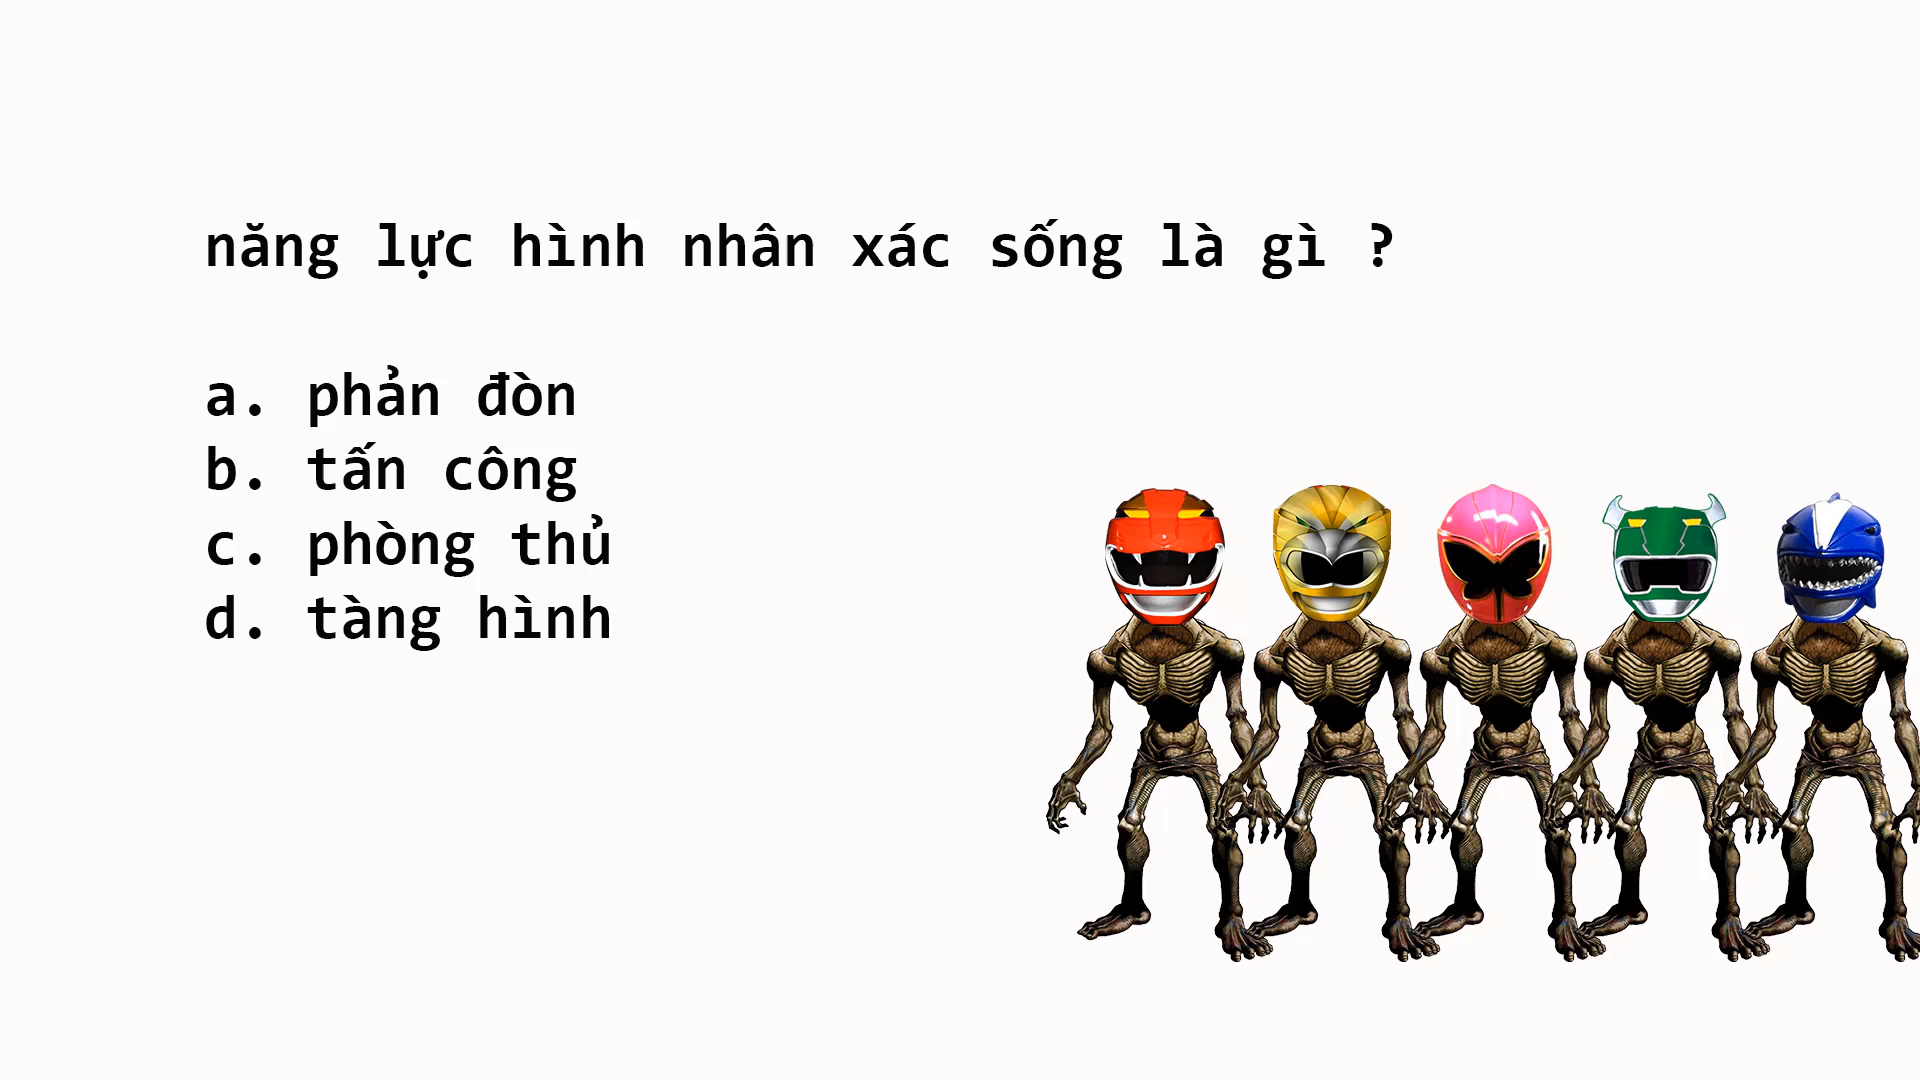 năng lực hình nhân xác sống là gì ?
a. phản đòn
b. tấn công
c. phòng thủ
d. tàng hình